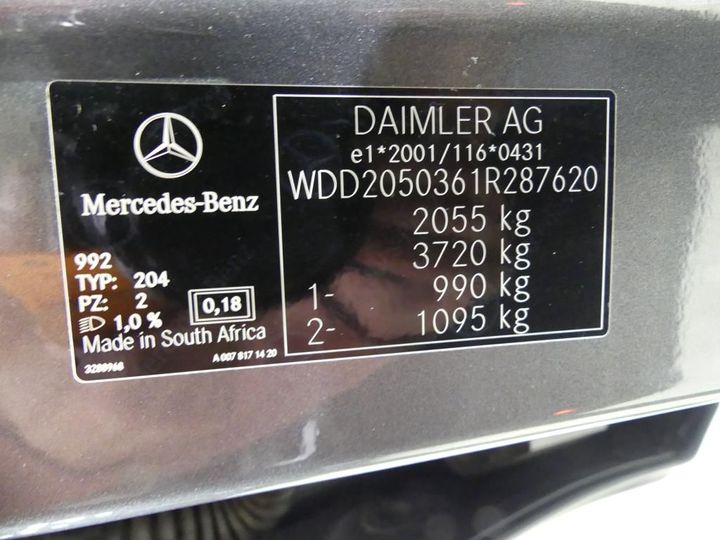 Mercedes-Benz
992
TYP: 204
PZ: 2
0,18
1,0 %
Made in South Africa
3288968
A 007 817 14 20
DAIMLER AG
e1*2001/116*0431
WDD2050361R287620
2055 kg
3720 kg
1- 990 kg
2- 1095 kg